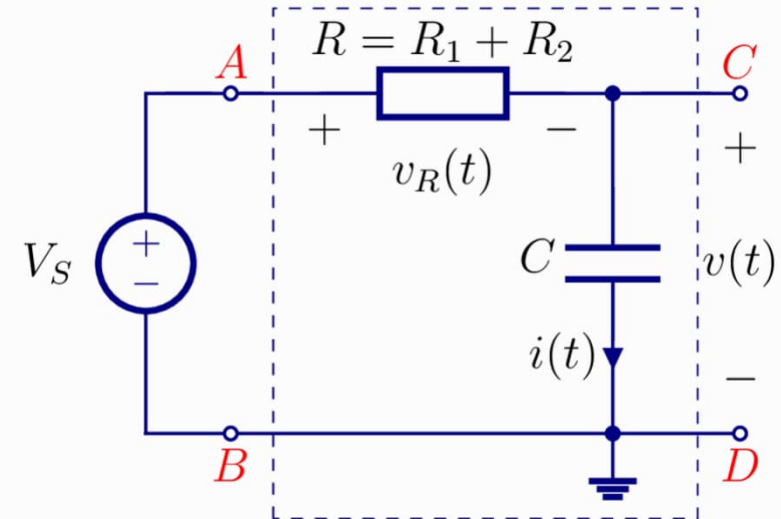 R = R₁ + R₂
A
C
+
−
+
v_R(t)
V_S
+
−
C
v(t)
i(t)
−
B
D